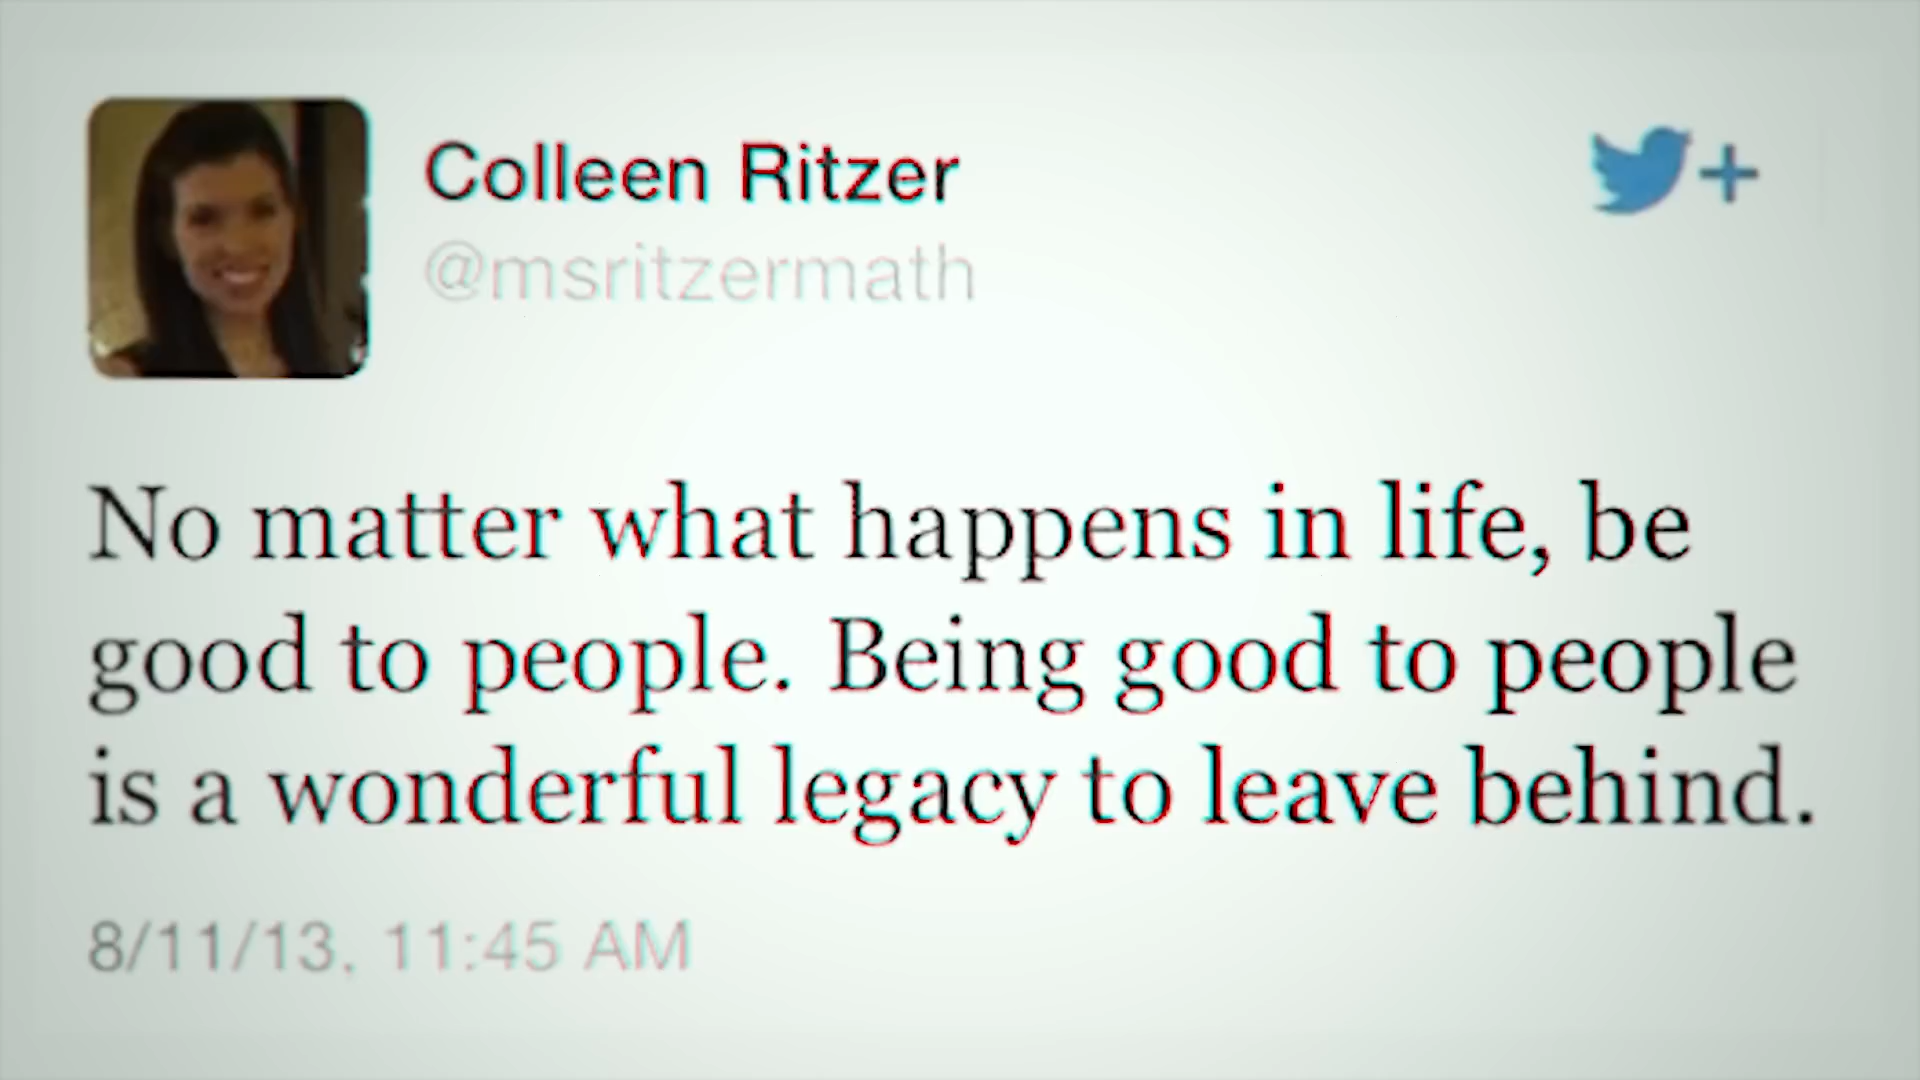 Colleen Ritzer
@msritzermath
No matter what happens in life, be
good to people. Being good to people
is a wonderful legacy to leave behind.
8/11/13, 11:45 AM